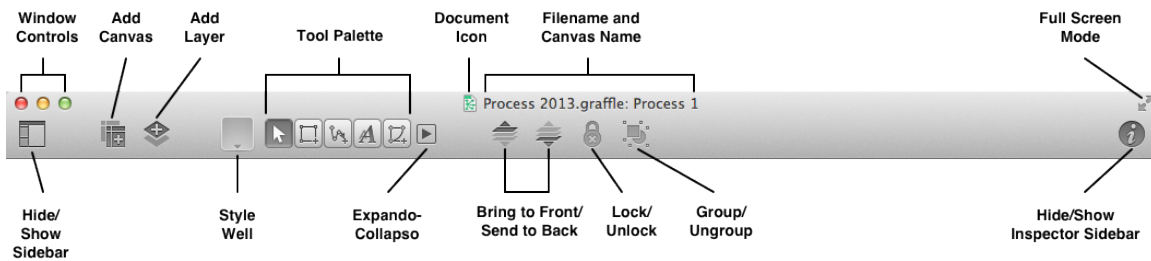 Window
Controls
Add
Canvas
Add
Layer
Tool Palette
Document
Icon
Filename and
Canvas Name
Full Screen
Mode
Process 2013.graffle: Process 1
A
i
Hide/
Show
Sidebar
Style
Well
Expando-
Collapso
Bring to Front/
Send to Back
Lock/
Unlock
Group/
Ungroup
Hide/Show
Inspector Sidebar